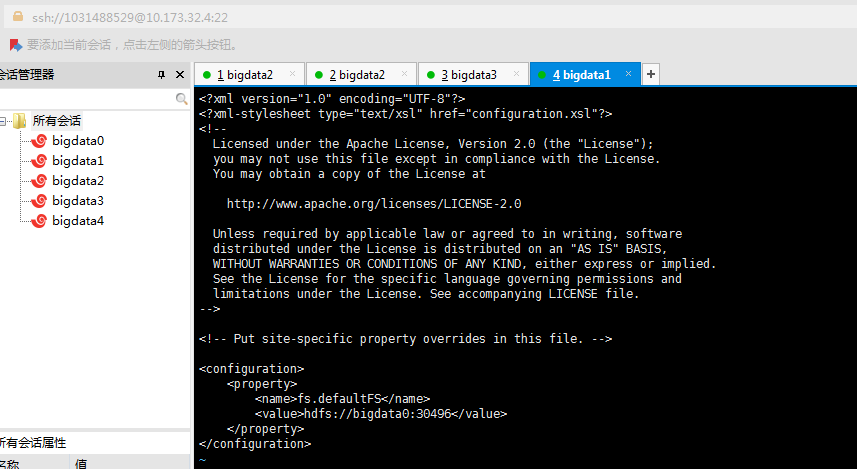 ssh://1031488529@10.173.32.4:22
要添加当前会话，点击左侧的箭头按钮。
会话管理器
1 bigdata2
2 bigdata2
3 bigdata3
4 bigdata1
所有会话
bigdata0
bigdata1
bigdata2
bigdata3
bigdata4
<?xml version="1.0" encoding="UTF-8"?>
<?xml-stylesheet type="text/xsl" href="configuration.xsl"?>
<!--
  Licensed under the Apache License, Version 2.0 (the "License");
  you may not use this file except in compliance with the License.
  You may obtain a copy of the License at

    http://www.apache.org/licenses/LICENSE-2.0

  Unless required by applicable law or agreed to in writing, software
  distributed under the License is distributed on an "AS IS" BASIS,
  WITHOUT WARRANTIES OR CONDITIONS OF ANY KIND, either express or implied.
  See the License for the specific language governing permissions and
  limitations under the License. See accompanying LICENSE file.
-->

<!-- Put site-specific property overrides in this file. -->

<configuration>
    <property>
        <name>fs.defaultFS</name>
        <value>hdfs://bigdata0:30496</value>
    </property>
</configuration>
~
所有会话属性
名称 值